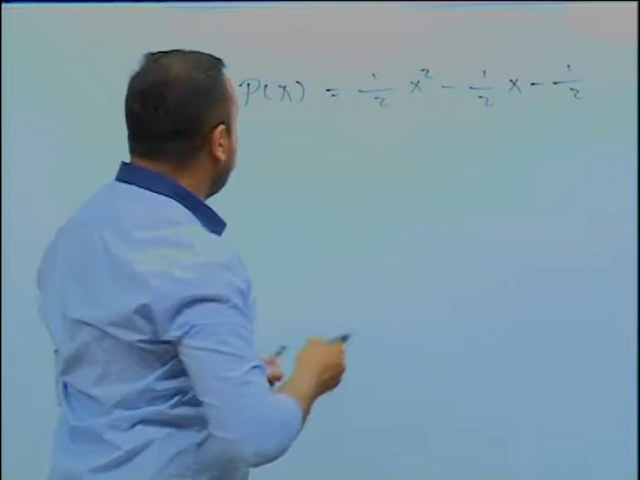 P(X) = 1/2 x² - 1/2 x - 1/2